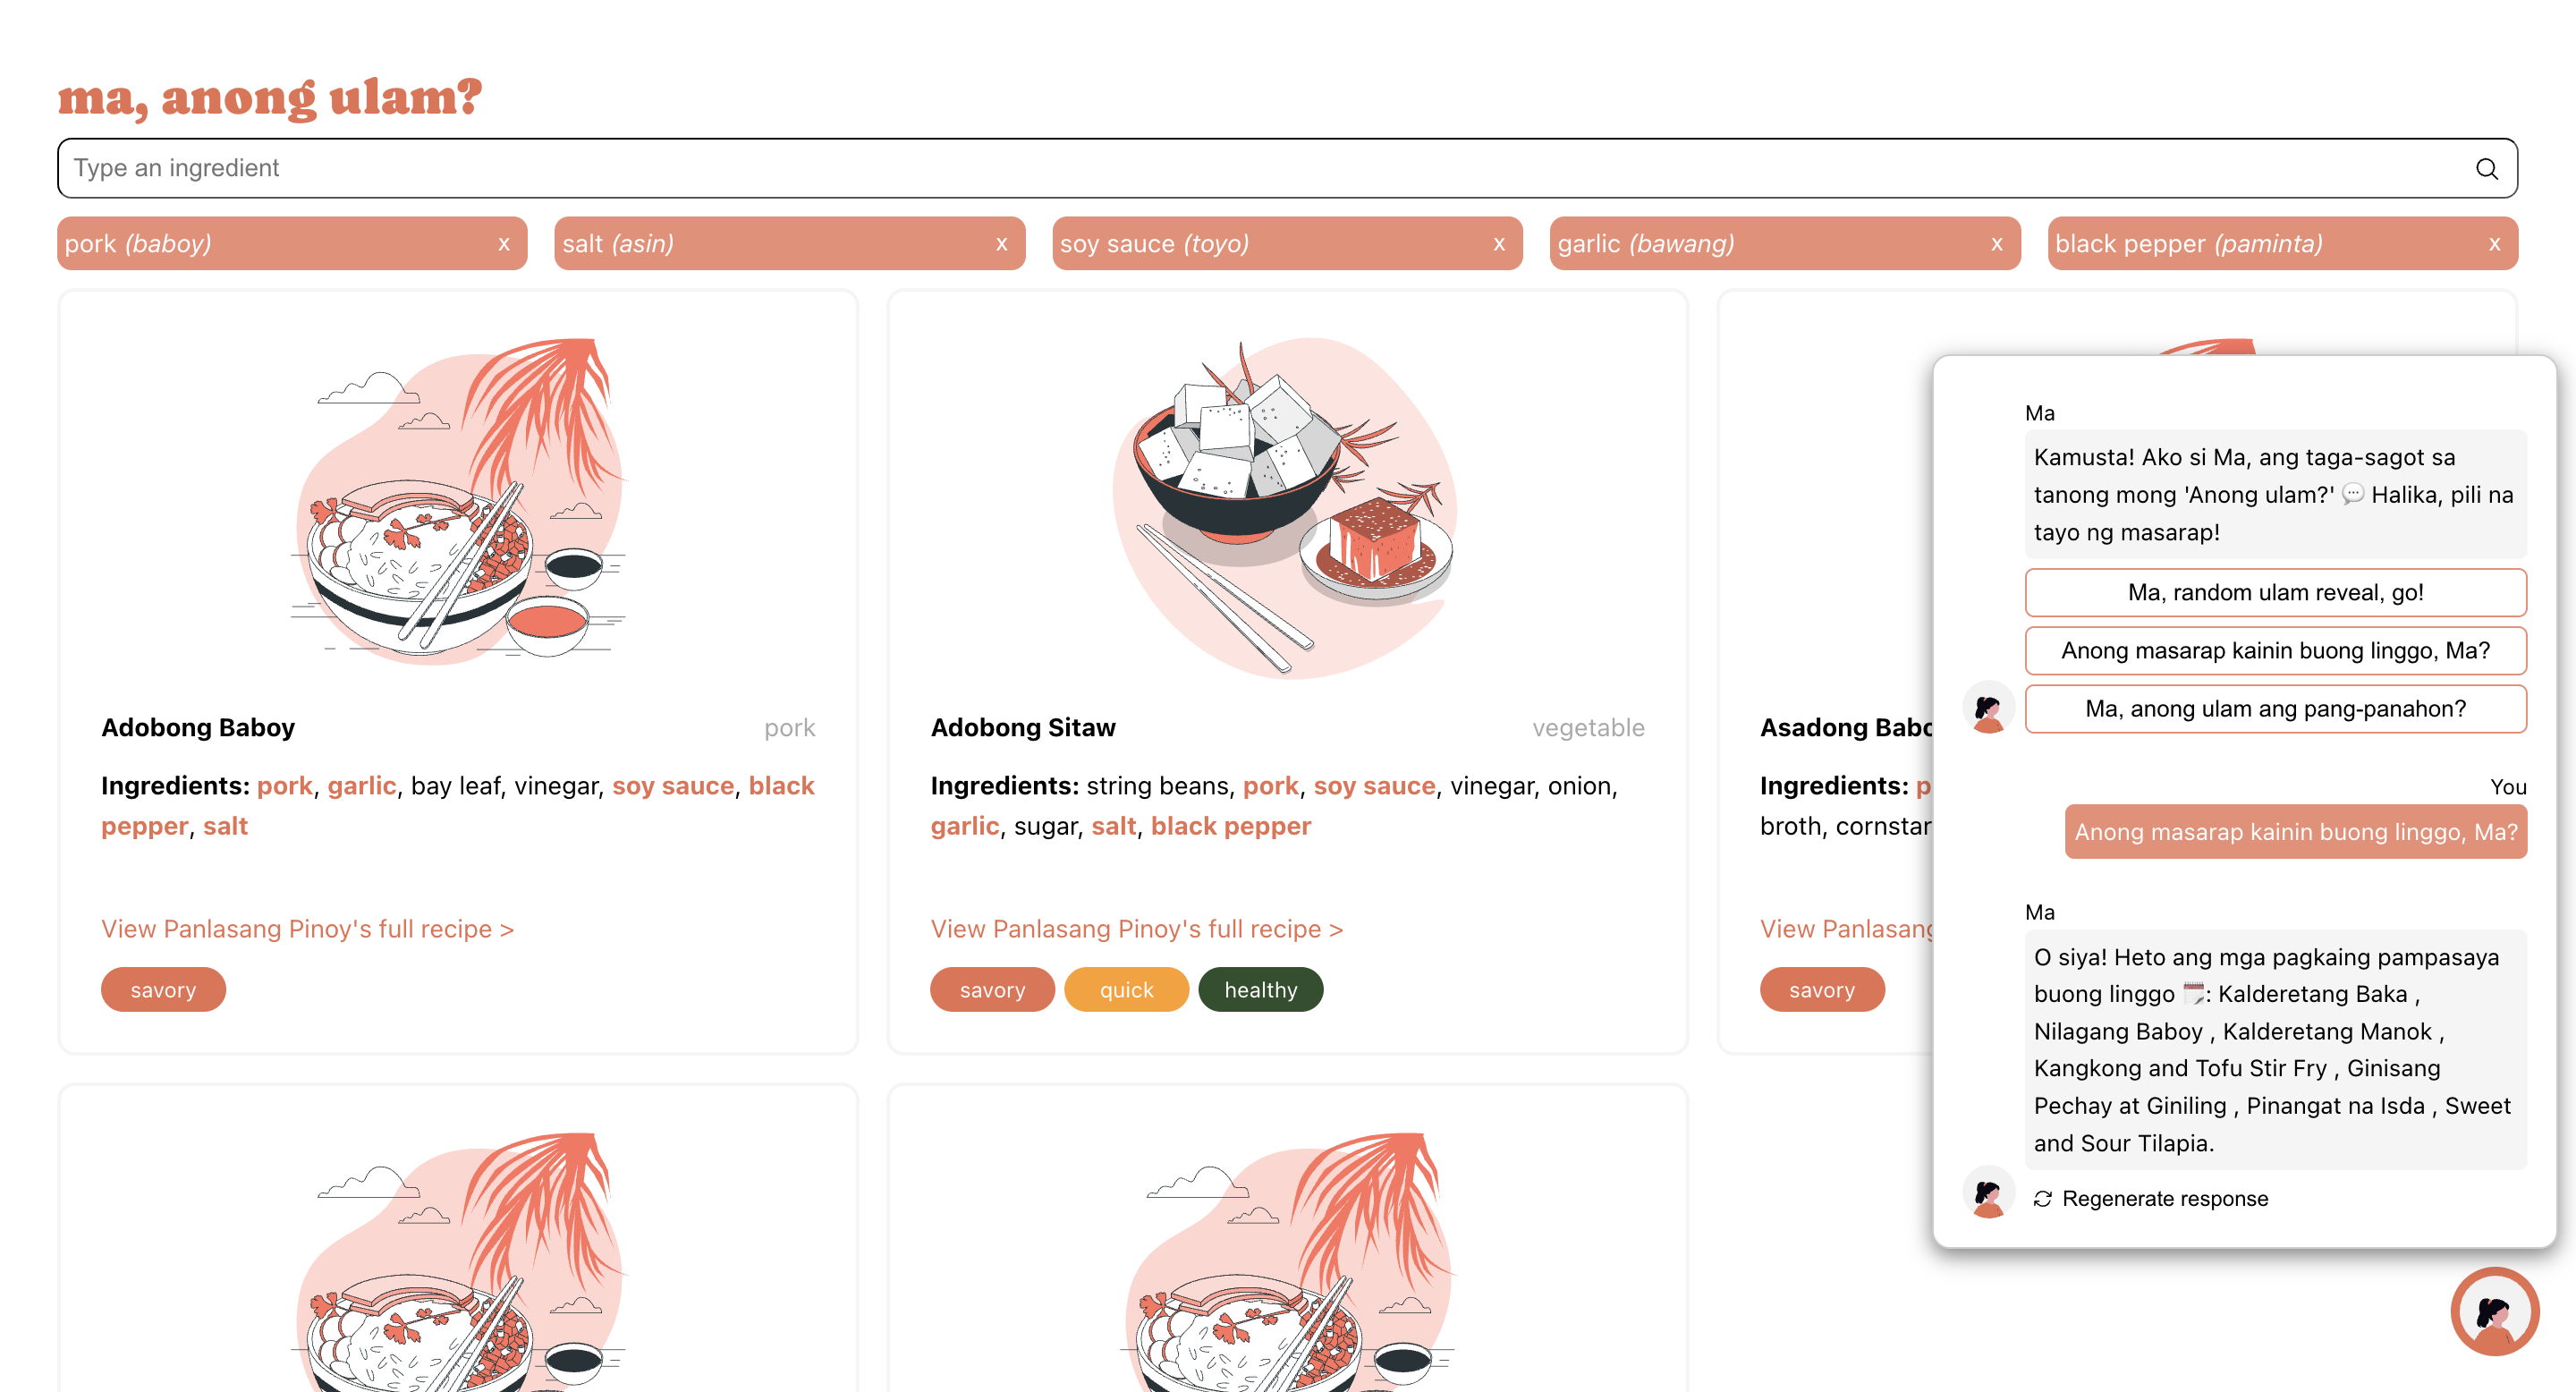 ma, anong ulam?
Type an ingredient
pork (baboy) x
salt (asin) x
soy sauce (toyo) x
garlic (bawang) x
black pepper (paminta) x
Adobong Baboy
pork
Ingredients: pork, garlic, bay leaf, vinegar, soy sauce, black
pepper, salt
View Panlasang Pinoy's full recipe >
savory
Adobong Sitaw
vegetable
Ingredients: string beans, pork, soy sauce, vinegar, onion,
garlic, sugar, salt, black pepper
View Panlasang Pinoy's full recipe >
savory
quick
healthy
Asadong
Ingredients:
broth,
View
savory
Ma
Kamusta! Ako si Ma, ang taga-sagot sa
tanong mong 'Anong ulam?' 💬 Halika, pili na
tayo ng masarap!
Ma, random ulam reveal, go!
Anong masarap kainin buong linggo, Ma?
Ma, anong ulam ang pang-panahon?
You
Anong masarap kainin buong linggo, Ma?
Ma
O siya! Heto ang mga pagkaing pampasaya
buong linggo 🗓️: Kalderetang Baka ,
Nilagang Baboy , Kalderetang Manok ,
Kangkong and Tofu Stir Fry , Ginisang
Pechay at Giniling , Pinangat na Isda , Sweet
and Sour Tilapia.
Regenerate response